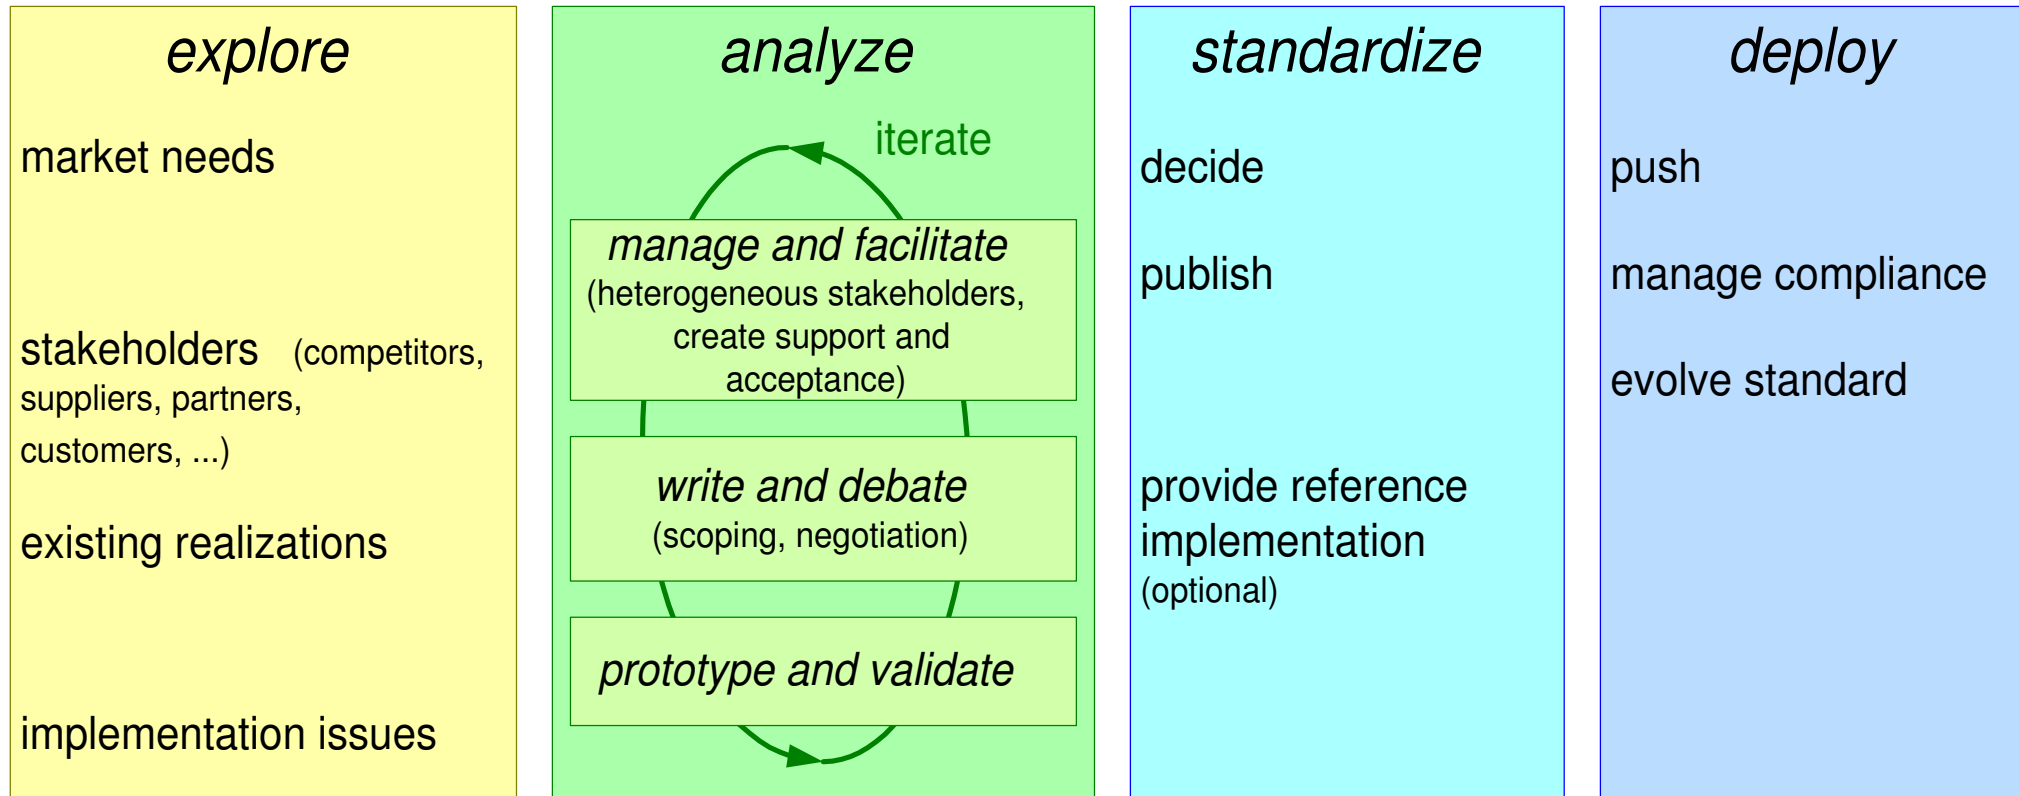 explore
market needs
stakeholders (competitors,
suppliers, partners,
customers, ...)
existing realizations
implementation issues
analyze
iterate
manage and facilitate
(heterogeneous stakeholders,
create support and
acceptance)
write and debate
(scoping, negotiation)
prototype and validate
standardize
decide
publish
provide reference
implementation
(optional)
deploy
push
manage compliance
evolve standard